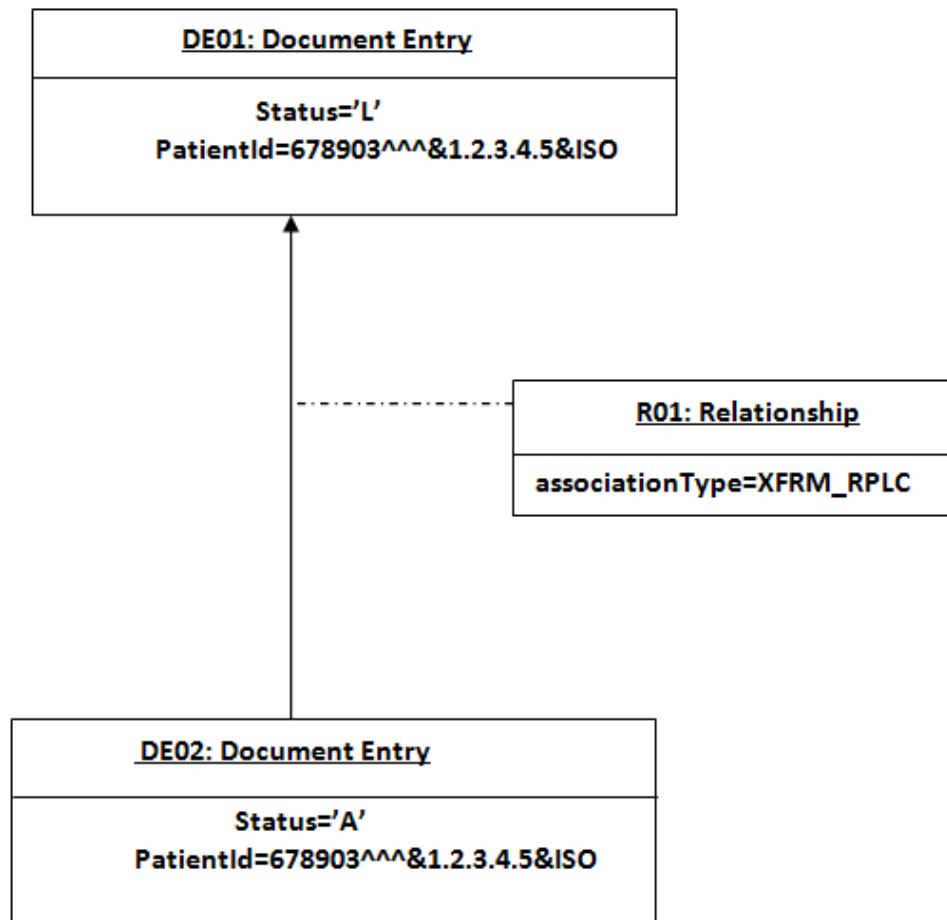 DE01: Document Entry
Status=’L’
PatientId=678903^^^&1.2.3.4.5&ISO
R01: Relationship
associationType=XFRM_RPLC
DE02: Document Entry
Status=’A’
PatientId=678903^^^&1.2.3.4.5&ISO